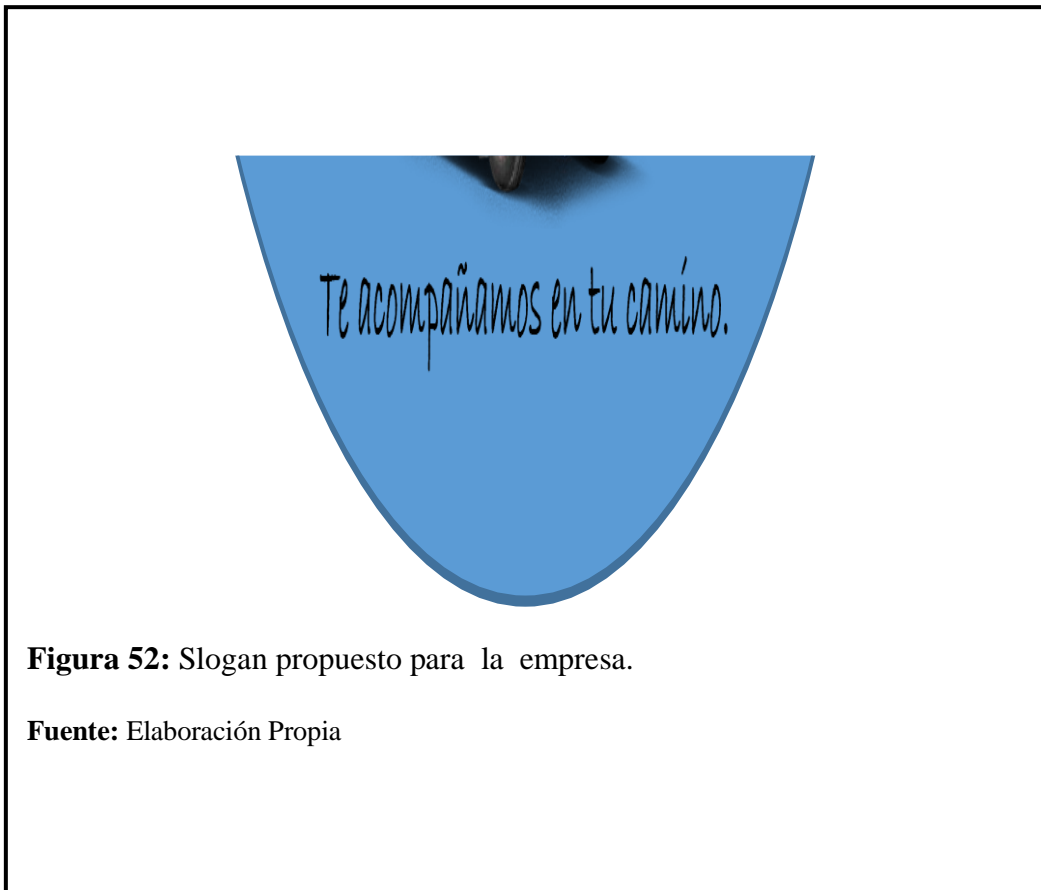 Te acompañamos en tu camino.
Figura 52: Slogan propuesto para la empresa.
Fuente: Elaboración Propia